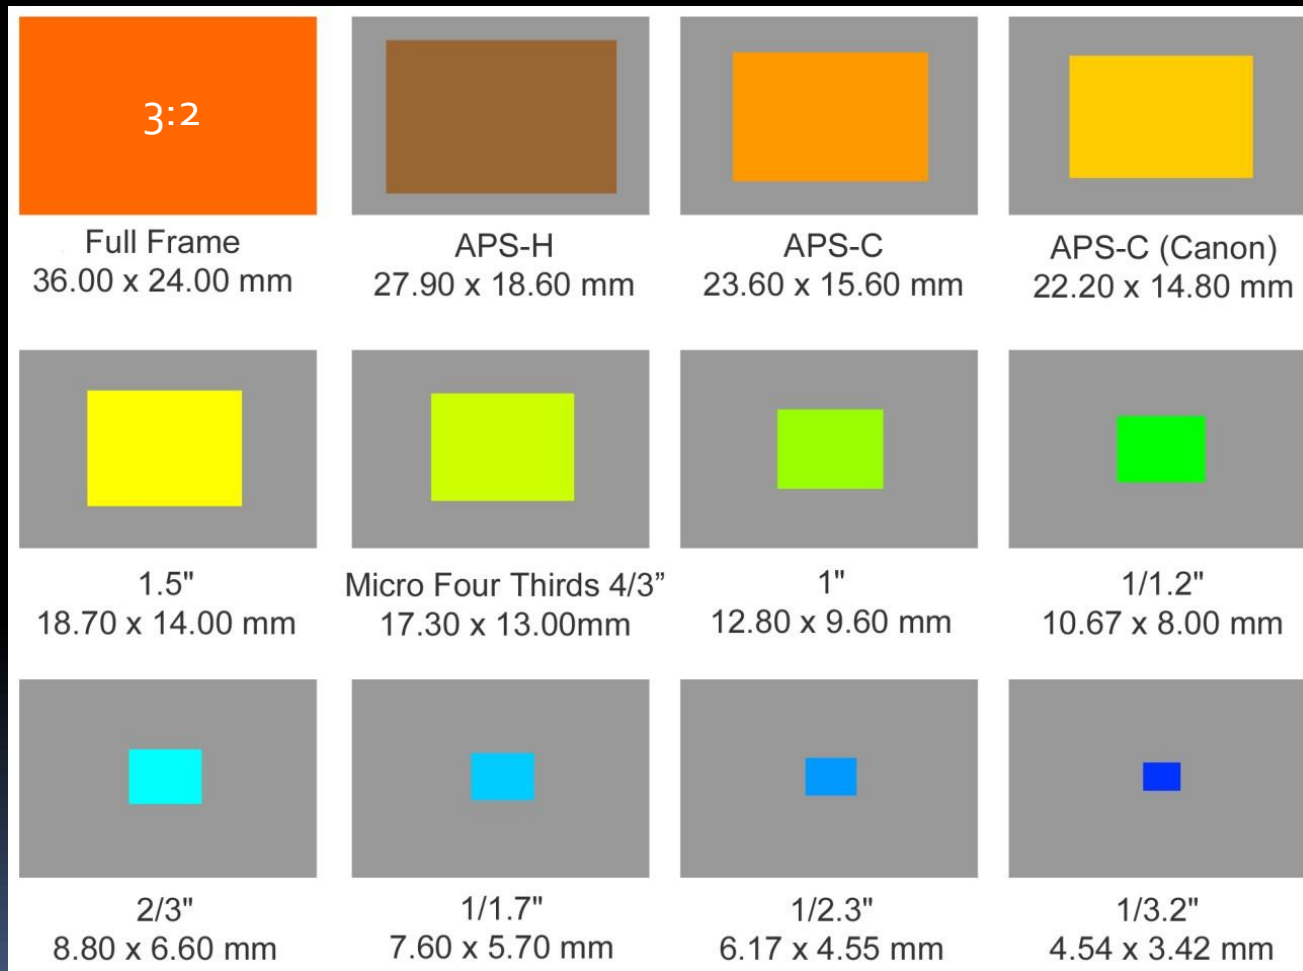 3:2
Full Frame
36.00 x 24.00 mm
APS-H
27.90 x 18.60 mm
APS-C
23.60 x 15.60 mm
APS-C (Canon)
22.20 x 14.80 mm
1.5"
18.70 x 14.00 mm
Micro Four Thirds 4/3”
17.30 x 13.00mm
1"
12.80 x 9.60 mm
1/1.2"
10.67 x 8.00 mm
2/3"
8.80 x 6.60 mm
1/1.7"
7.60 x 5.70 mm
1/2.3"
6.17 x 4.55 mm
1/3.2"
4.54 x 3.42 mm